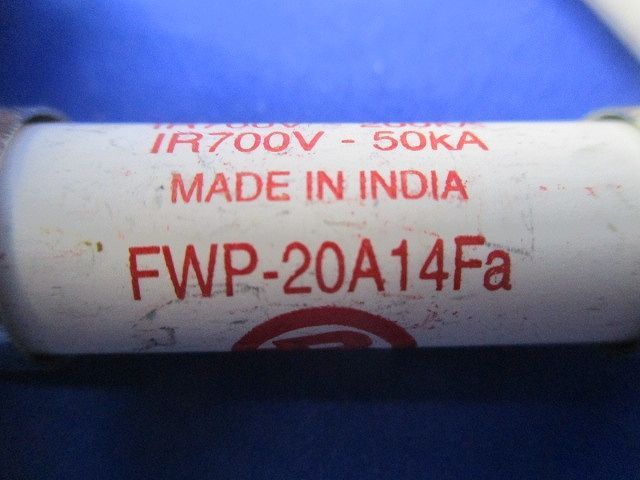 IR700V - 50kA
MADE IN INDIA
FWP-20A14Fa